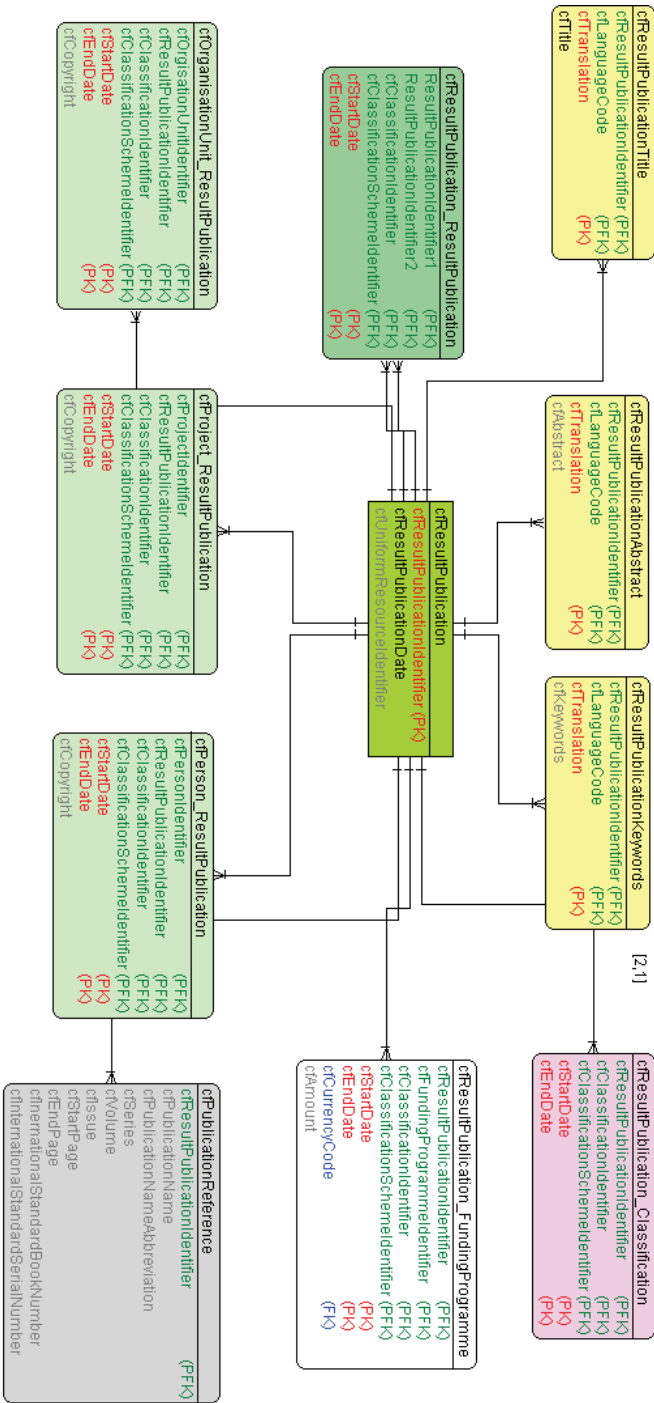 cfResultPublicationTitle
cfResultPublicationIdentifier (PFK)
cfLanguageCode (PFK)
cfTranslation (PK)
cfTitle
cfResultPublicationAbstract
cfResultPublicationIdentifier (PFK)
cfLanguageCode (PFK)
cfTranslation (PK)
cfAbstract
cfResultPublicationKeywords
cfResultPublicationIdentifier (PFK)
cfLanguageCode (PFK)
cfTranslation (PK)
cfKeywords
[2,1]
cfResultPublication_Classification
cfResultPublicationIdentifier (PFK)
cfClassificationIdentifier (PFK)
cfClassificationSchemeIdentifier (PFK)
cfStartDate (PK)
cfEndDate (PK)
cfResultPublication_ResultPublication
ResultPublicationIdentifier1 (PFK)
ResultPublicationIdentifier2 (PFK)
cfClassificationIdentifier (PFK)
cfClassificationSchemeIdentifier (PFK)
cfStartDate (PK)
cfEndDate (PK)
cfResultPublication
cfResultPublicationIdentifier (PK)
cfResultPublicationDate
cfUniformResourceIdentifier
cfResultPublication_FundingProgramme
cfResultPublicationIdentifier (PFK)
cfFundingProgrammeIdentifier (PFK)
cfClassificationIdentifier (PFK)
cfClassificationSchemeIdentifier (PFK)
cfStartDate (PK)
cfEndDate (PK)
cfCurrencyCode (FK)
cfAmount
cfOrganisationUnit_ResultPublication
cfOrgisationUnitIdentifier (PFK)
cfResultPublicationIdentifier (PFK)
cfClassificationIdentifier (PFK)
cfClassificationSchemeIdentifier (PFK)
cfStartDate (PK)
cfEndDate (PK)
cfCopyright
cfProject_ResultPublication
cfProjectIdentifier (PFK)
cfResultPublicationIdentifier (PFK)
cfClassificationIdentifier (PFK)
cfClassificationSchemeIdentifier (PFK)
cfStartDate (PK)
cfEndDate (PK)
cfCopyright
cfPerson_ResultPublication
cfPersonIdentifier (PFK)
cfResultPublicationIdentifier (PFK)
cfClassificationIdentifier (PFK)
cfClassificationSchemeIdentifier (PFK)
cfStartDate (PK)
cfEndDate (PK)
cfCopyright
cfPublicationReference
cfResultPublicationIdentifier (PFK)
cfPublicationName
cfPublicationNameAbbreviation
cfSeries
cfVolume
cfIssue
cfStartPage
cfEndPage
cfInernationalStandardBookNumber
cfInternationalStandardSerialNumber